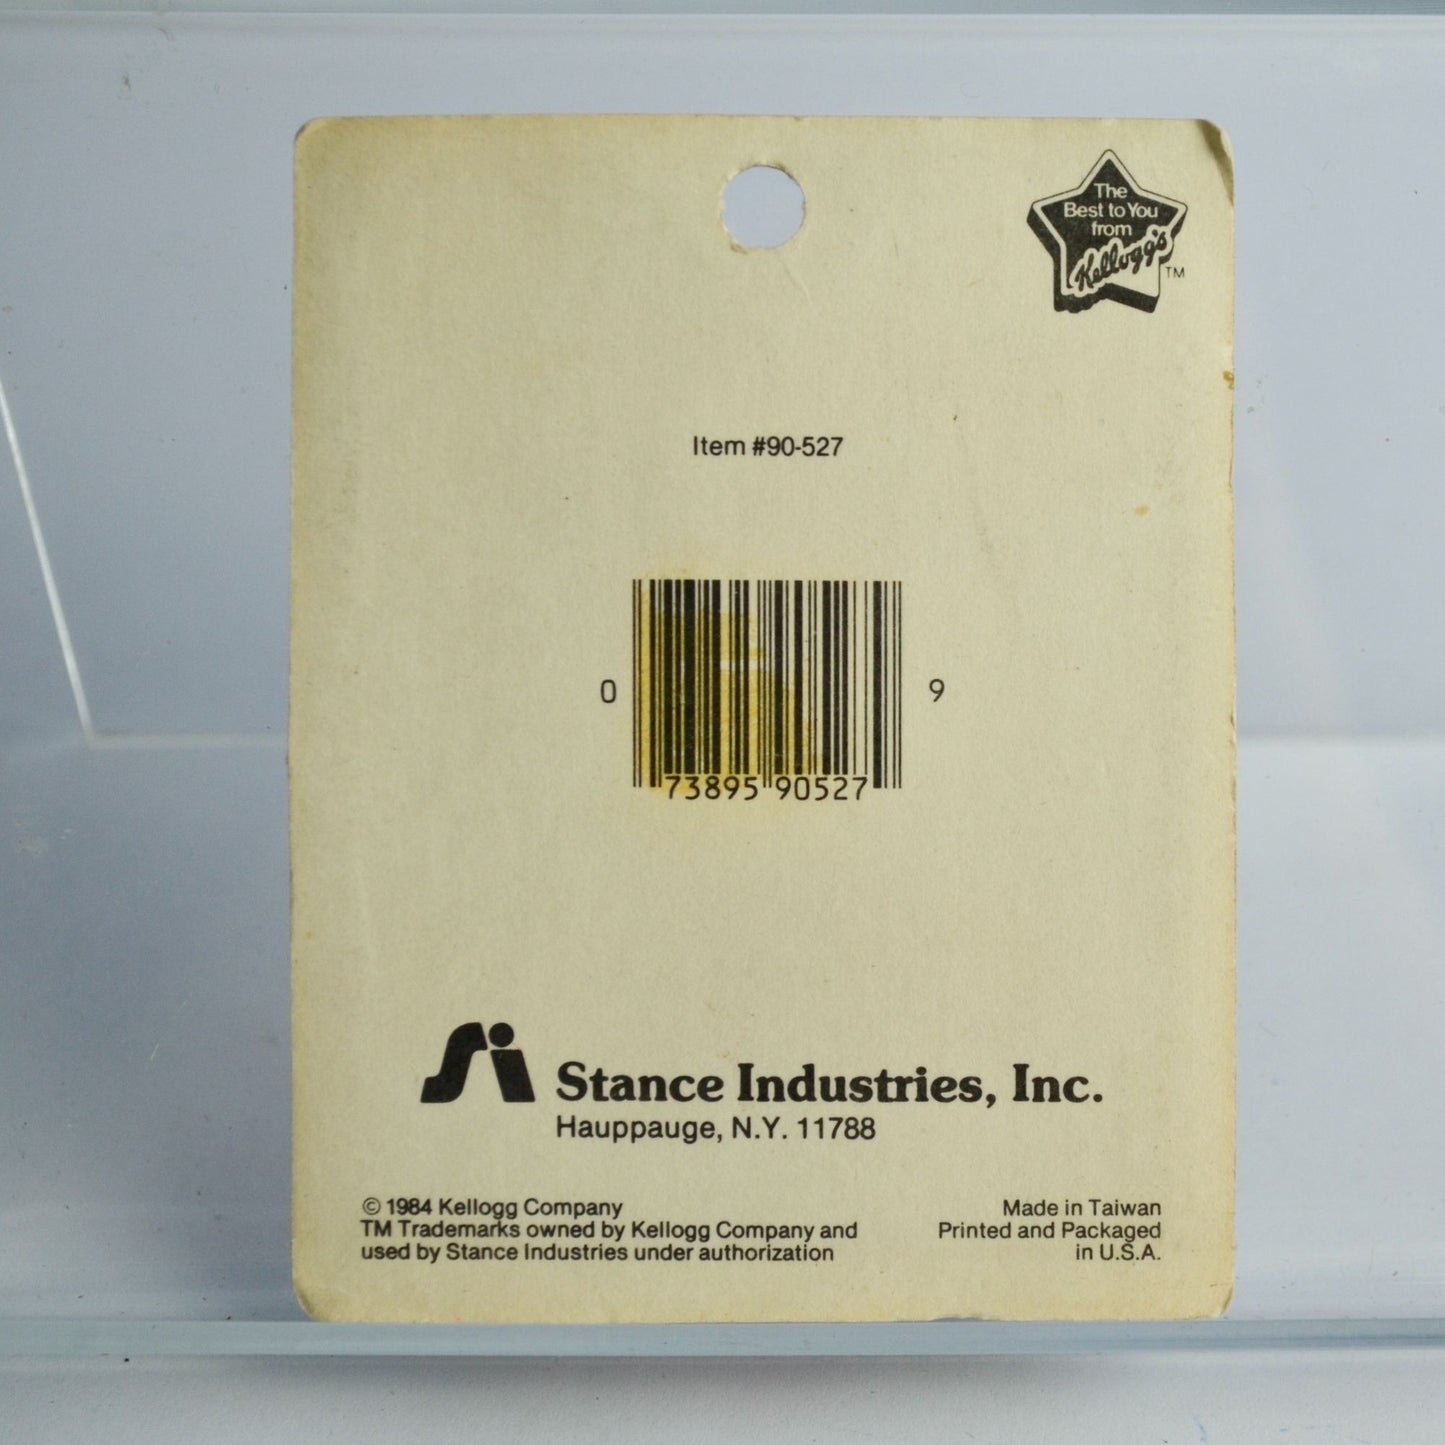 The
Best to You
from
Kellogg's
TM
Item #90-527
0 9
73895 90527
Si
Stance Industries, Inc.
Hauppauge, N.Y. 11788
© 1984 Kellogg Company
TM Trademarks owned by Kellogg Company and
used by Stance Industries under authorization
Made in Taiwan
Printed and Packaged
in U.S.A.